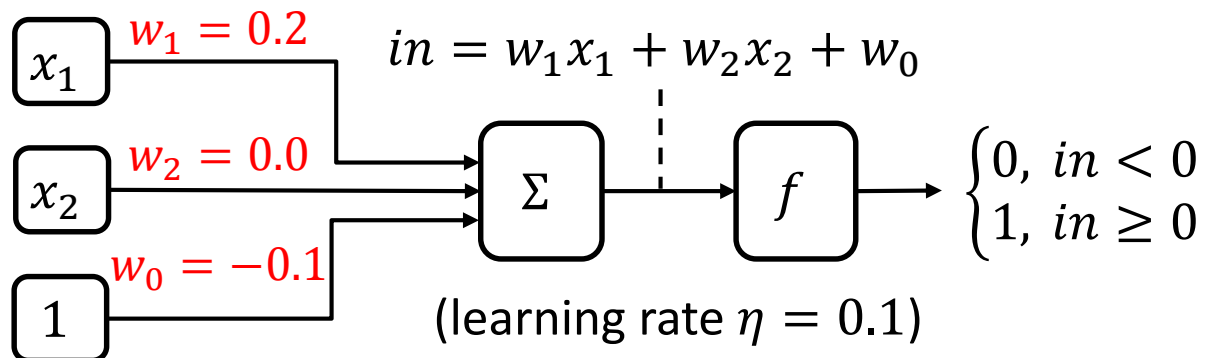 w₁ = 0.2
in = w₁x₁ + w₂x₂ + w₀
x₁
w₂ = 0.0
x₂
Σ
f
{0, in < 0
1, in ≥ 0
w₀ = −0.1
1
(learning rate η = 0.1)